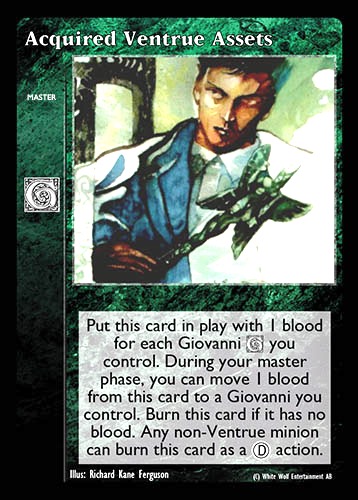 Acquired Ventrue Assets
MASTER
Put this card in play with 1 blood
for each Giovanni you
control. During your master
phase, you can move 1 blood
from this card to a Giovanni you
control. Burn this card if it has no
blood. Any non-Ventrue minion
can burn this card as a D action.
Illus: Richard Kane Ferguson
(C) White Wolf Entertainment AB